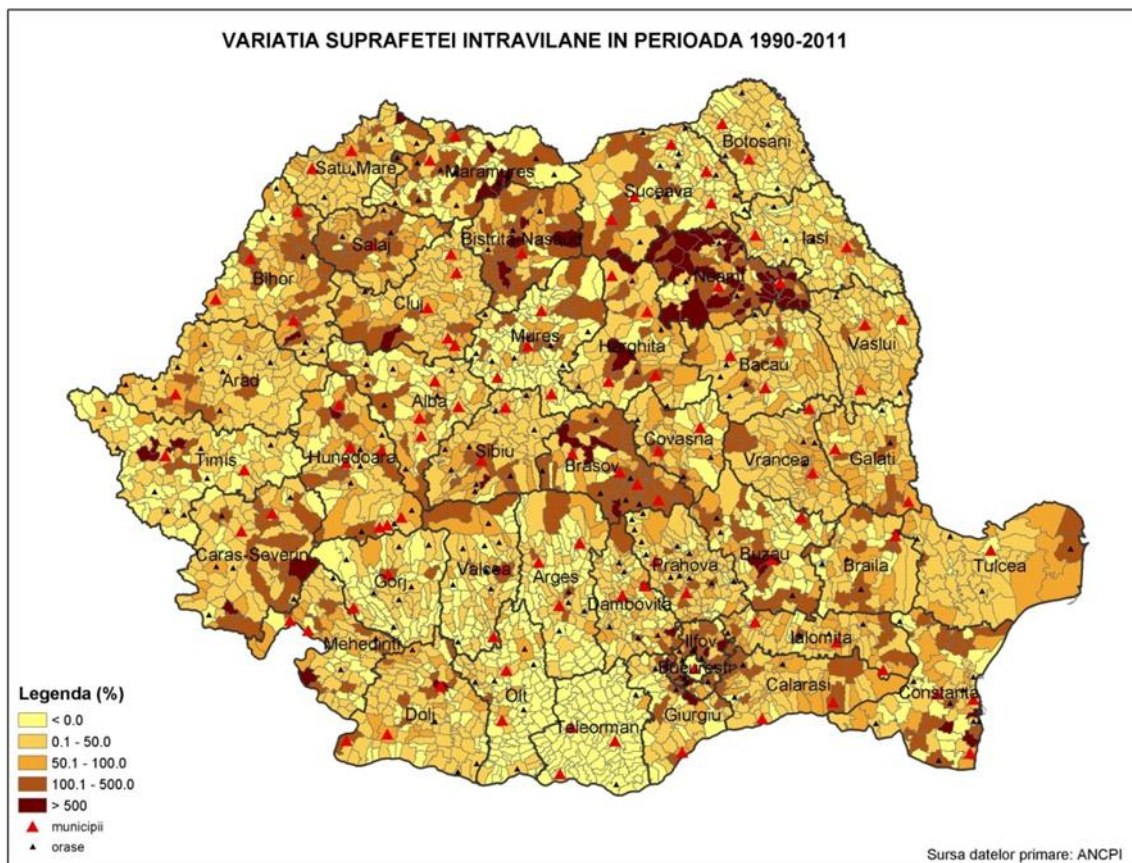 VARIATIA SUPRAFETEI INTRAVILANE IN PERIOADA 1990-2011
Botosani
Satu Mare
Maramures
Suceava
Iasi
Salaj
Bistrita-Nasaud
Bihor
Neamt
Cluj
Mures
Harghita
Vaslui
Bacau
Arad
Alba
Covasna
Timis
Hunedoara
Sibiu
Brasov
Vrancea
Galati
Caras-Severin
Gorj
Valcea
Arges
Prahova
Buzau
Braila
Tulcea
Dambovita
Mehedinti
Ilfov
Ialomita
Bucuresti
Calarasi
Constanta
Olt
Dolj
Giurgiu
Teleorman
Legenda (%)
< 0.0
0.1 - 50.0
50.1 - 100.0
100.1 - 500.0
> 500
municipii
orase
Sursa datelor primare: ANCPI